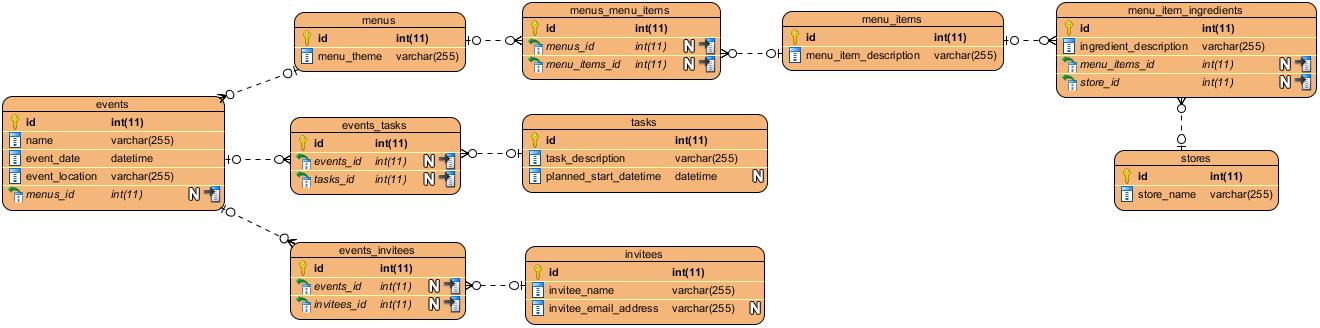 menus
id int(11)
menu_theme varchar(255)
menus_menu_items
id int(11)
menus_id int(11) N
menu_items_id int(11) N
menu_items
id int(11)
menu_item_description varchar(255)
menu_item_ingredients
id int(11)
ingredient_description varchar(255)
menu_items_id int(11) N
store_id int(11) N
events
id int(11)
name varchar(255)
event_date datetime
event_location varchar(255)
menus_id int(11) N
events_tasks
id int(11)
events_id int(11) N
tasks_id int(11) N
tasks
id int(11)
task_description varchar(255)
planned_start_datetime datetime N
stores
id int(11)
store_name varchar(255)
events_invitees
id int(11)
events_id int(11) N
invitees_id int(11) N
invitees
id int(11)
invitee_name varchar(255)
invitee_email_address varchar(255) N